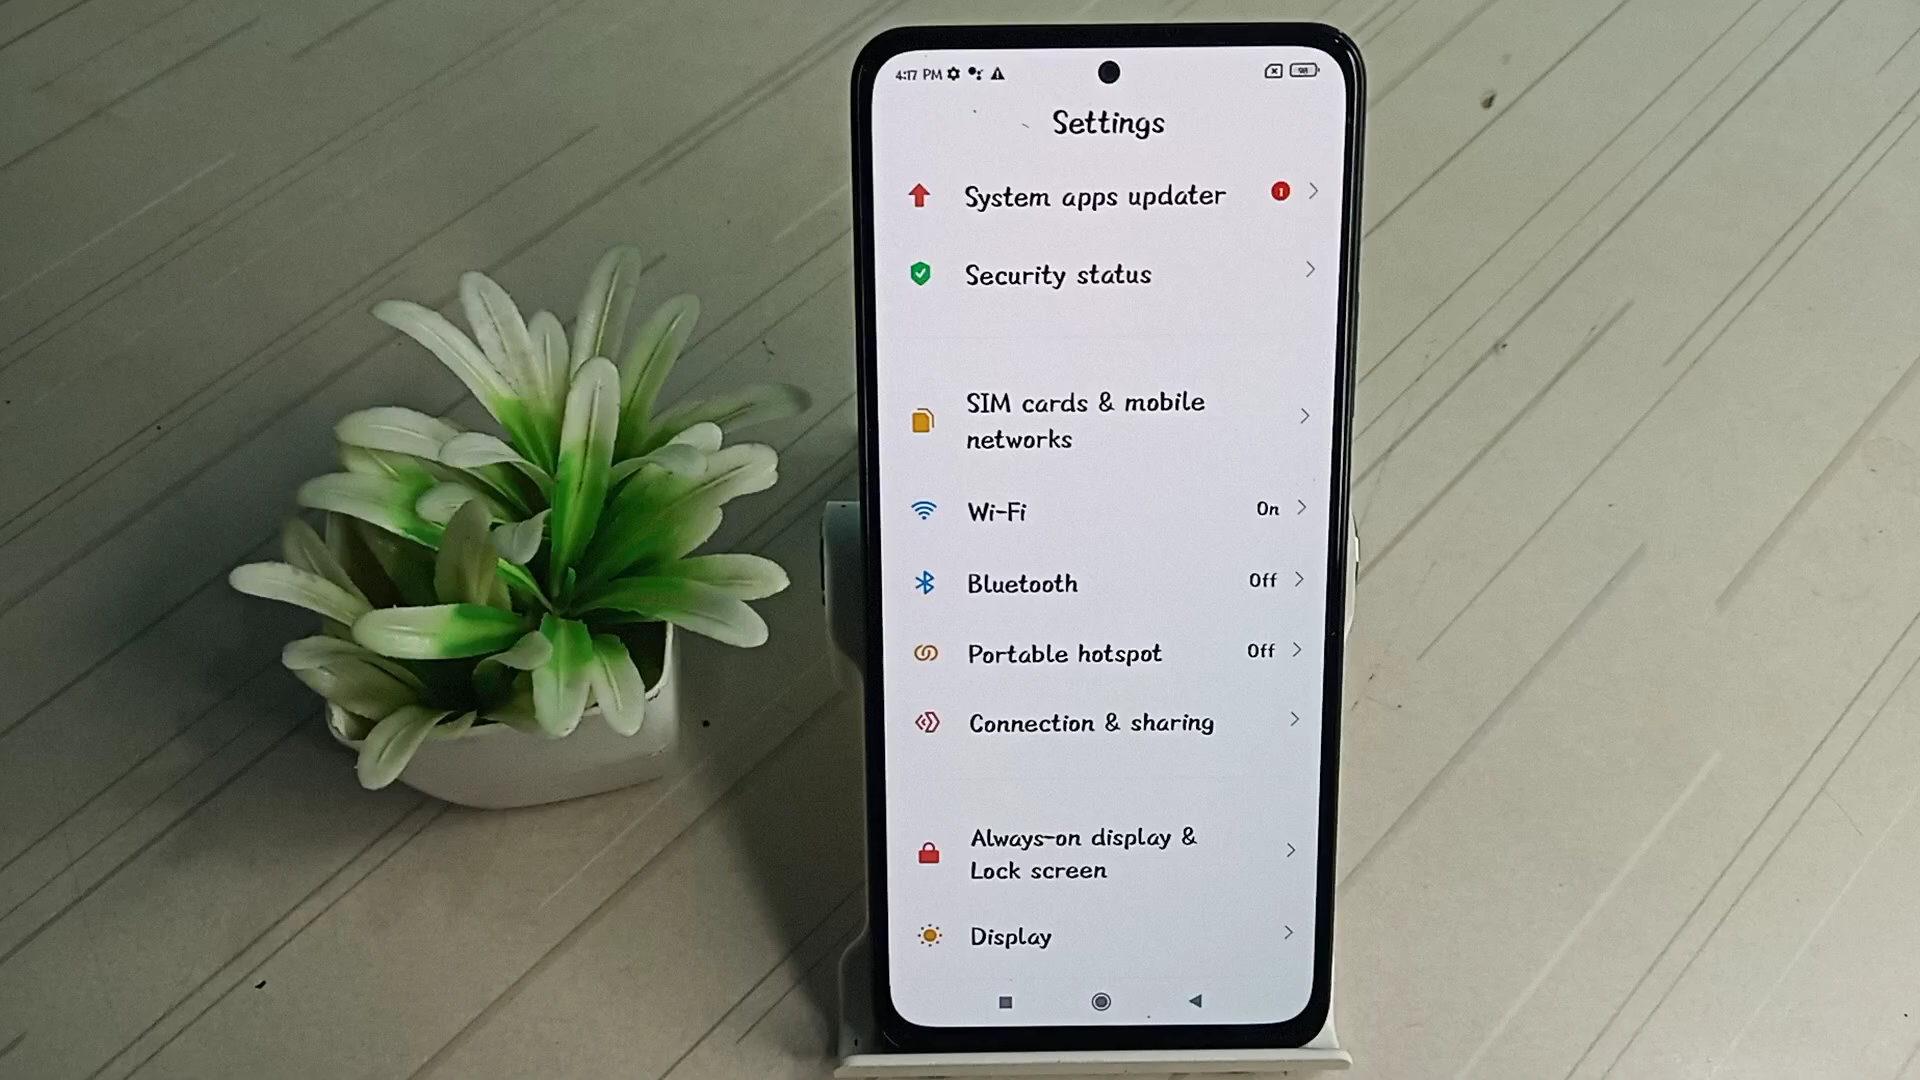 4:17 PM
98
Settings
System apps updater
1
Security status
SIM cards & mobile
networks
Wi-Fi
On
Bluetooth
Off
Portable hotspot
Off
Connection & sharing
Always-on display &
Lock screen
Display